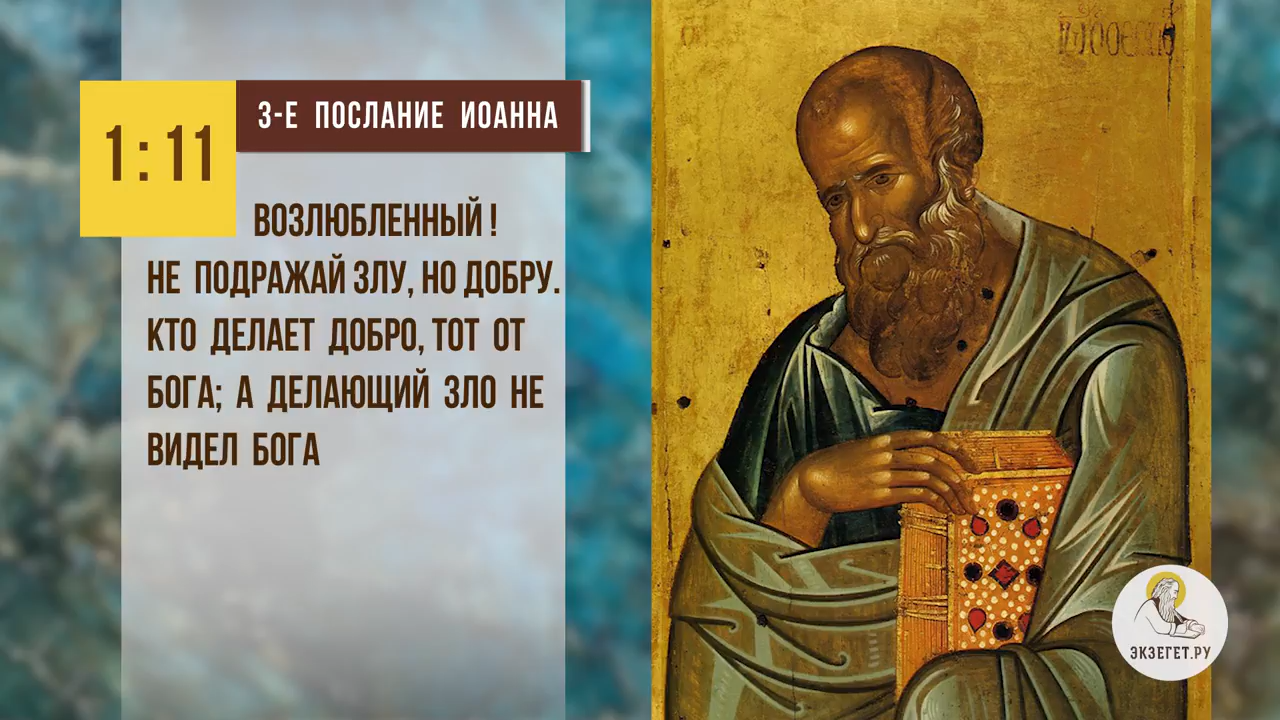 1:11
3-Е ПОСЛАНИЕ ИОАННА
ВОЗЛЮБЛЕННЫЙ!
НЕ ПОДРАЖАЙ ЗЛУ, НО ДОБРУ.
КТО ДЕЛАЕТ ДОБРО, ТОТ ОТ
БОГА; А ДЕЛАЮЩИЙ ЗЛО НЕ
ВИДЕЛ БОГА
ЭКЗЕГЕТ.РУ